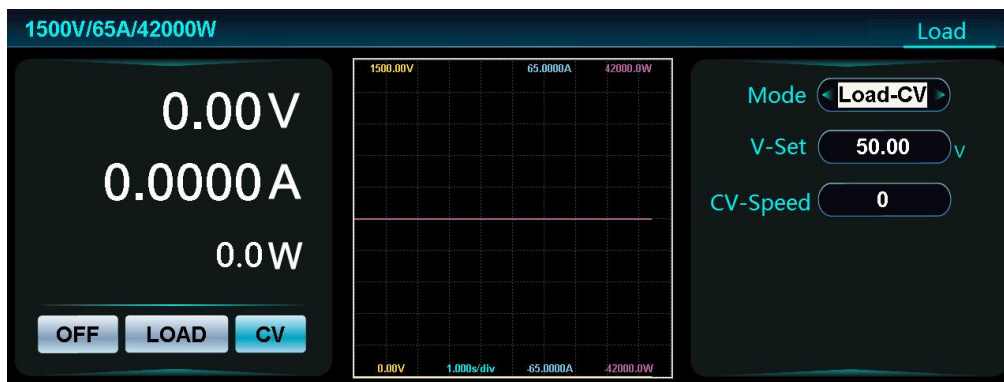 1500V/65A/42000W
Load
0.00V
0.0000A
0.0W
OFF LOAD CV
1500.00V 65.0000A 42000.0W
0.00V 1.000s/div -65.0000A -42000.0W
Mode Load-CV
V-Set 50.00 V
CV-Speed 0